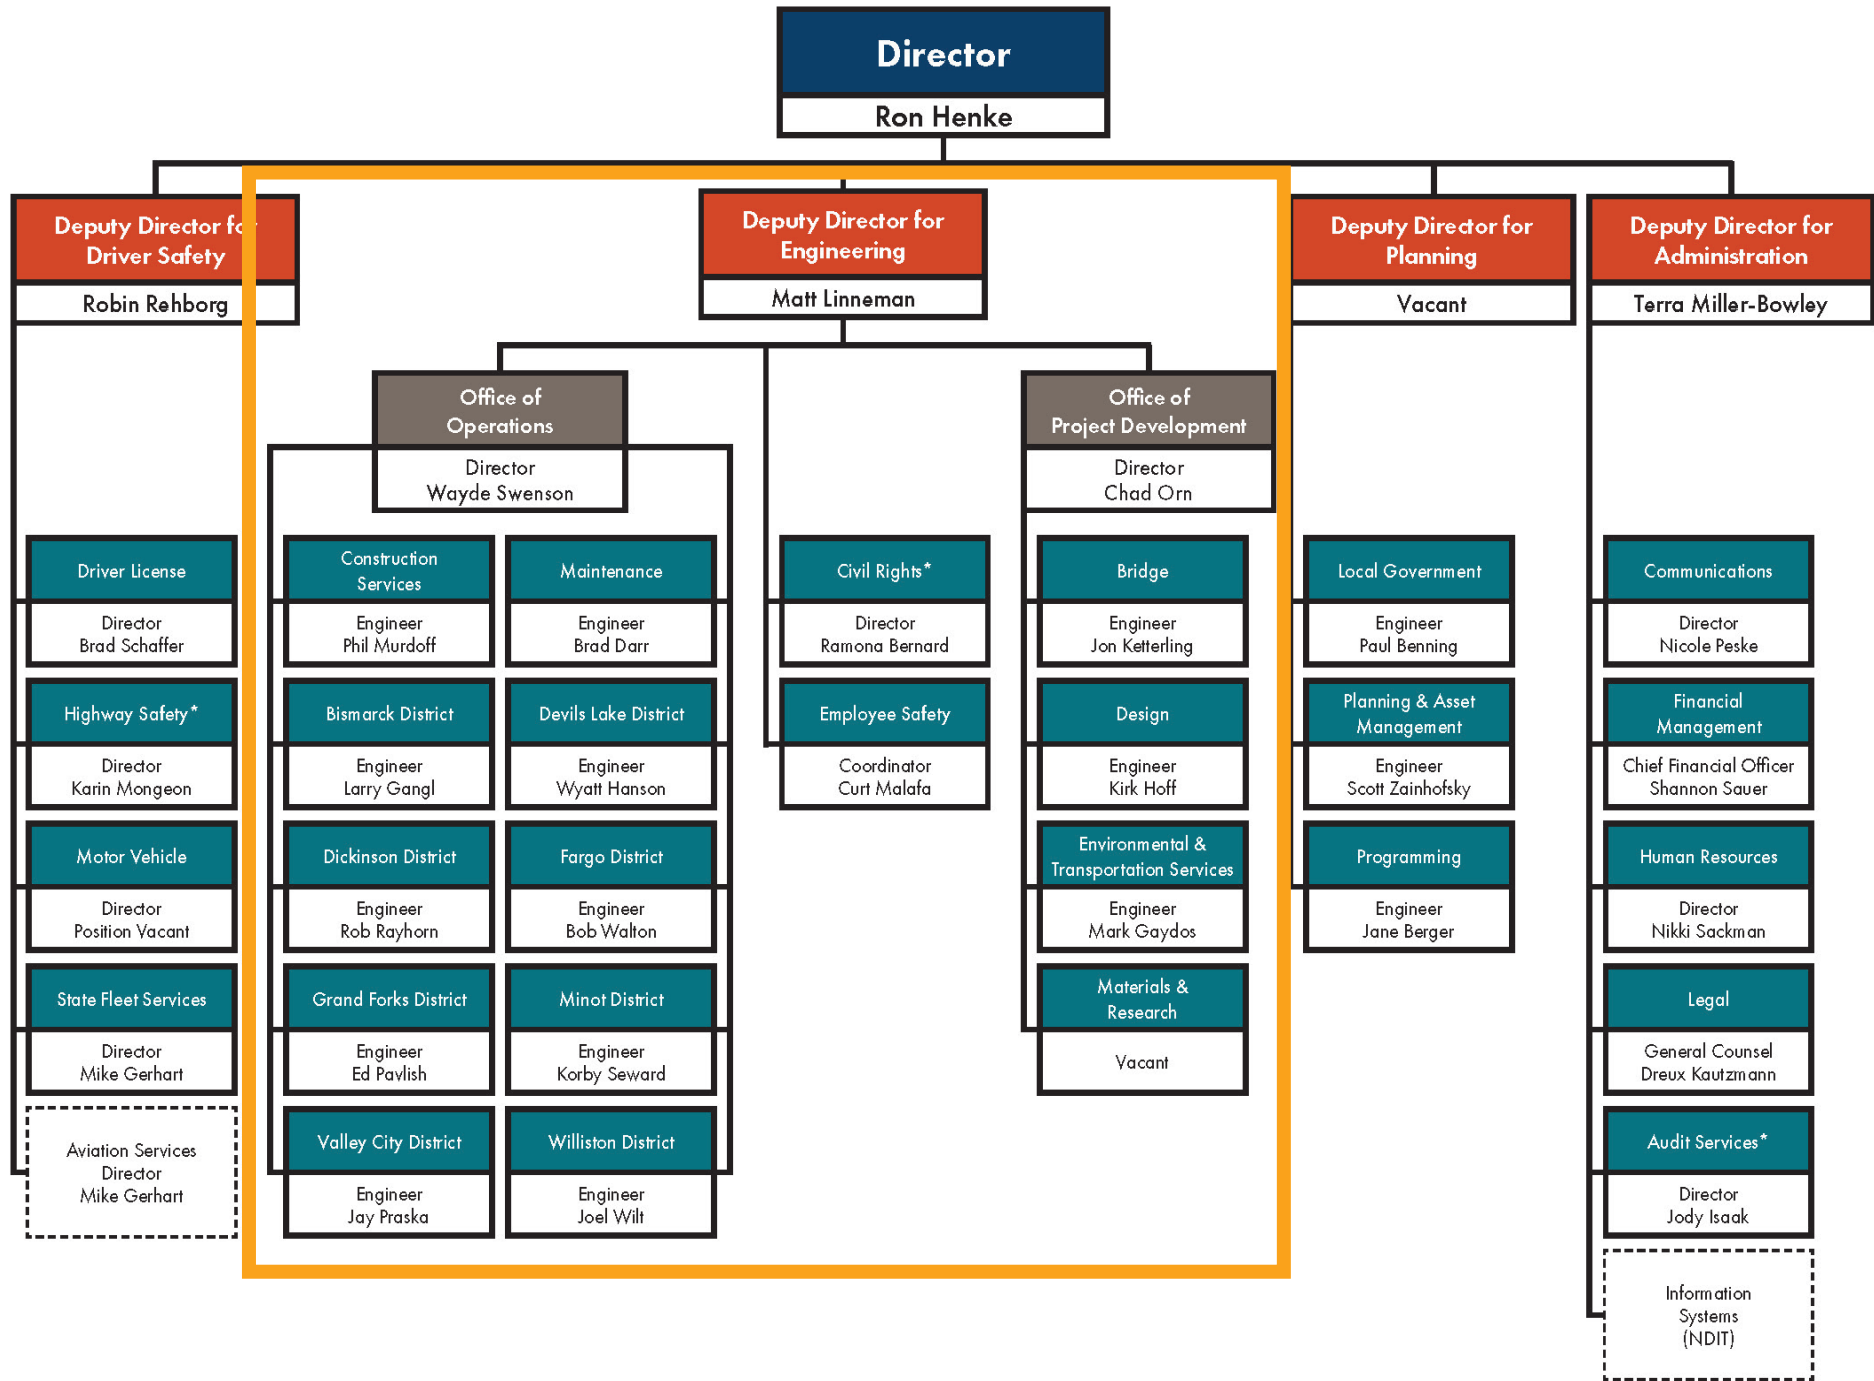 Director
Ron Henke
Deputy Director for
Driver Safety
Robin Rehborg
Driver License
Director
Brad Schaffer
Highway Safety*
Director
Karin Mongeon
Motor Vehicle
Director
Position Vacant
State Fleet Services
Director
Mike Gerhart
Aviation Services
Director
Mike Gerhart
Deputy Director for
Engineering
Matt Linneman
Office of
Operations
Director
Wayde Swenson
Construction
Services
Engineer
Phil Murdoff
Maintenance
Engineer
Brad Darr
Bismarck District
Engineer
Larry Gangl
Devils Lake District
Engineer
Wyatt Hanson
Dickinson District
Engineer
Rob Rayhorn
Fargo District
Engineer
Bob Walton
Grand Forks District
Engineer
Ed Pavlish
Minot District
Engineer
Korby Seward
Valley City District
Engineer
Jay Praska
Williston District
Engineer
Joel Wilt
Civil Rights*
Director
Ramona Bernard
Employee Safety
Coordinator
Curt Malafa
Office of
Project Development
Director
Chad Orn
Bridge
Engineer
Jon Ketterling
Design
Engineer
Kirk Hoff
Environmental &
Transportation Services
Engineer
Mark Gaydos
Materials &
Research
Vacant
Deputy Director for
Planning
Vacant
Local Government
Engineer
Paul Benning
Planning & Asset
Management
Engineer
Scott Zainhofsky
Programming
Engineer
Jane Berger
Deputy Director for
Administration
Terra Miller-Bowley
Communications
Director
Nicole Peske
Financial
Management
Chief Financial Officer
Shannon Sauer
Human Resources
Director
Nikki Sackman
Legal
General Counsel
Dreux Kautzmann
Audit Services*
Director
Jody Isaak
Information
Systems
(NDIT)